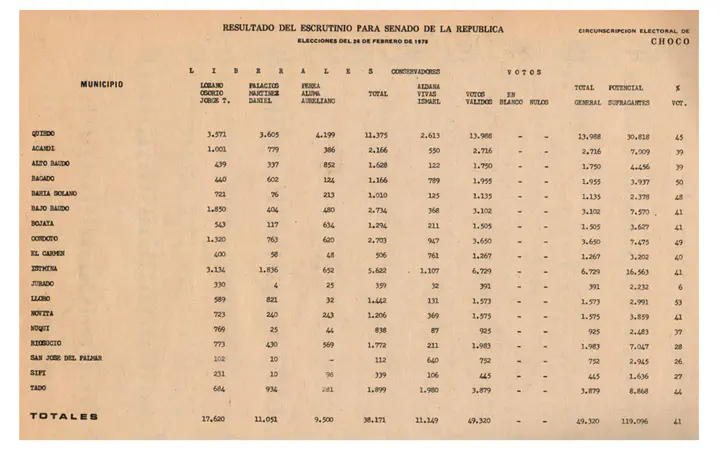 RESULTADO DEL ESCRUTINIO PARA SENADO DE LA REPUBLICA
CIRCUNSCRIPCION ELECTORAL DE
ELECCIONES DEL 26 DE FEBRERO DE 1978
CHOCO
L I B E R A L E S CONSERVADORES V O T O S
MUNICIPIO LOZANO OSORIO JORGE T. PALACIOS MARTINEZ DANIEL PEREA ALUMA AURELIANO TOTAL ALDANA VIVAS ISMAEL VOTOS VALIDOS EN BLANCO NULOS TOTAL GENERAL POTENCIAL SUFRAGANTES % VOT.
QUIBDO 3.571 3.605 4.199 11.375 2.613 13.988 - - 13.988 30.818 45
ACANDI 1.001 779 386 2.166 550 2.716 - - 2.716 7.009 39
ALTO BAUDO 439 337 852 1.628 122 1.750 - - 1.750 4.456 39
BAGADO 440 602 124 1.166 789 1.955 - - 1.955 3.937 50
BAHIA SOLANO 721 76 213 1.010 125 1.135 - - 1.135 2.378 48
BAJO BAUDO 1.850 404 480 2.734 368 3.102 - - 3.102 7.570 41
BOJAYA 543 117 634 1.294 211 1.505 - - 1.505 3.627 41
CONDOTO 1.320 763 620 2.703 947 3.650 - - 3.650 7.475 49
EL CARMEN 400 58 48 506 761 1.267 - - 1.267 3.202 40
ISTMINA 3.134 1.836 652 5.622 1.107 6.729 - - 6.729 16.563 41
JURADO 330 4 25 359 32 391 - - 391 2.232 6
LLORO 589 821 32 1.442 131 1.573 - - 1.573 2.991 53
NOVITA 723 240 243 1.206 369 1.575 - - 1.575 3.859 41
NUQUI 769 25 44 838 87 925 - - 925 2.483 37
RIOSUCIO 773 430 569 1.772 211 1.983 - - 1.983 7.047 28
SAN JOSE DEL PALMAR 102 10 - 112 640 752 - - 752 2.945 26
SIPI 231 10 98 339 106 445 - - 445 1.636 27
TADO 684 934 281 1.899 1.980 3.879 - - 3.879 8.868 44
TOTALES 17.620 11.051 9.500 38.171 11.149 49.320 - - 49.320 119.096 41